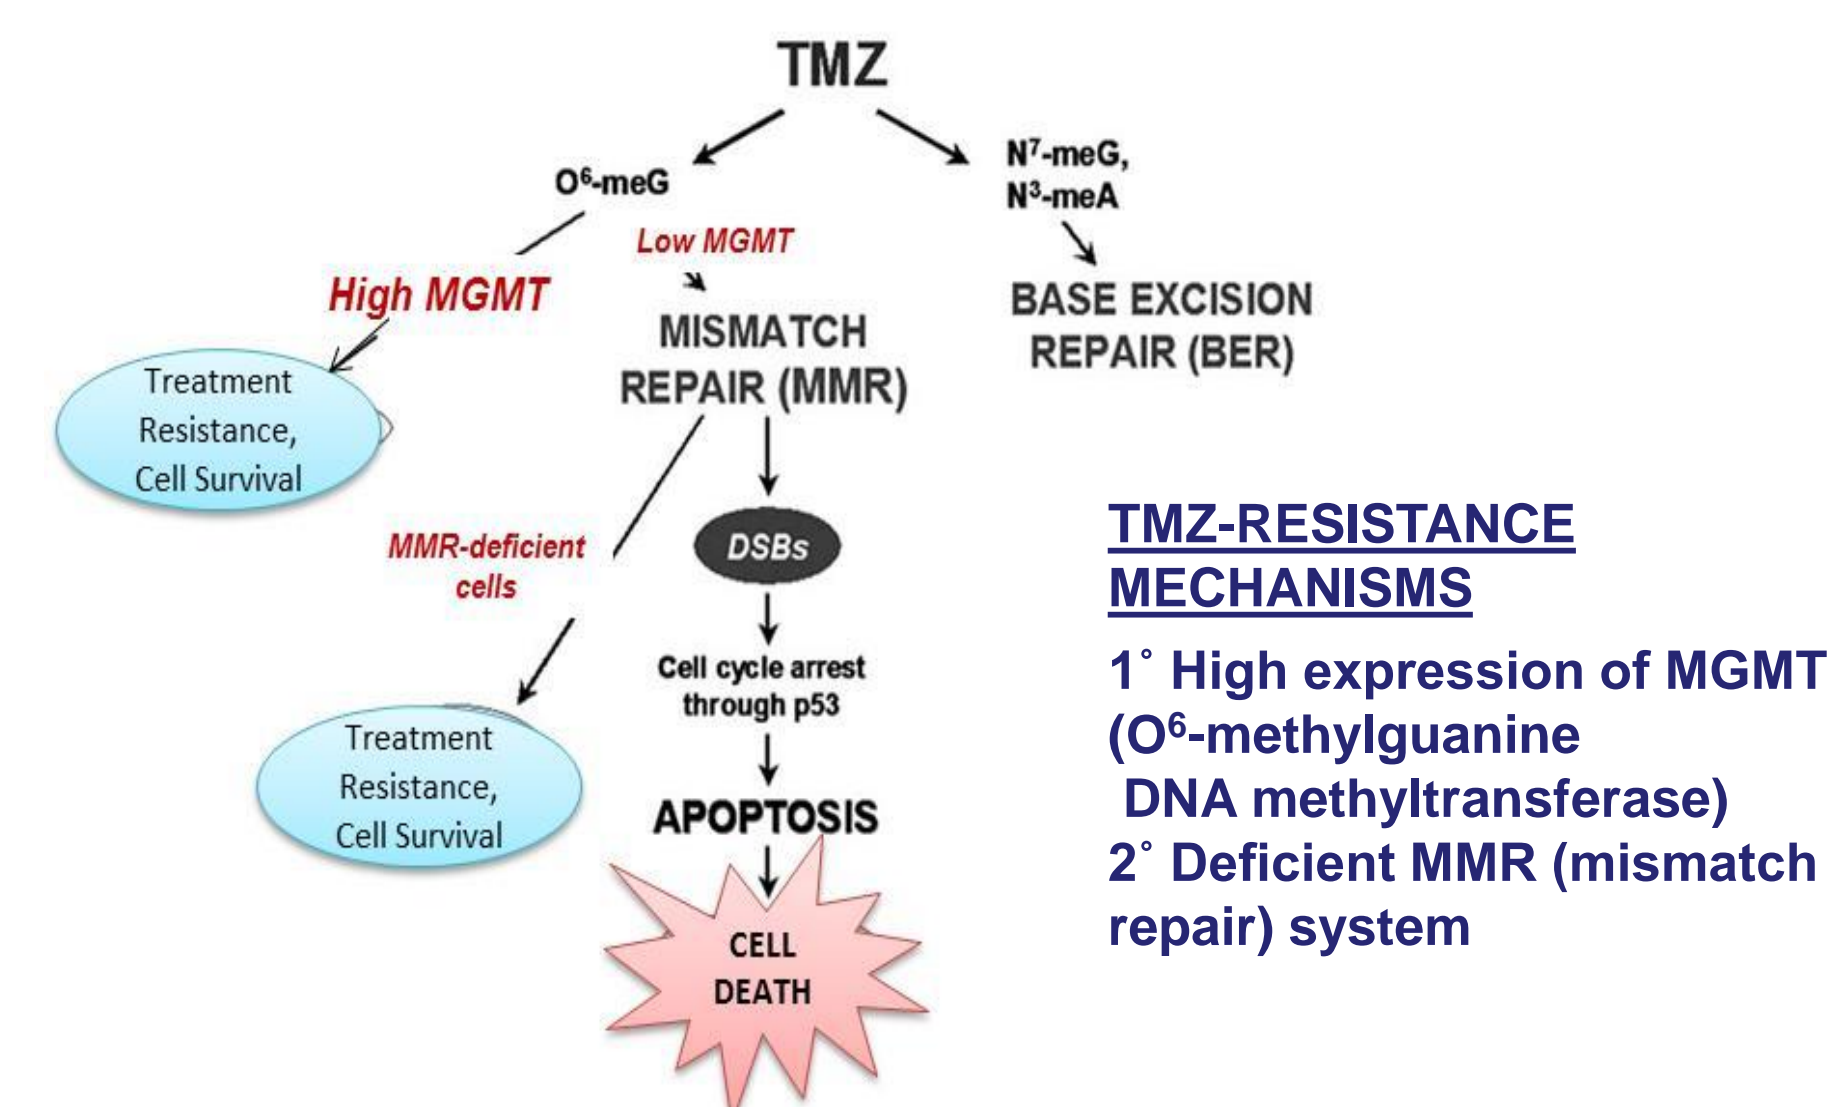 TMZ
O⁶-meG
N⁷-meG,
N³-meA
Low MGMT
High MGMT
BASE EXCISION
REPAIR (BER)
MISMATCH
REPAIR (MMR)
Treatment
Resistance,
Cell Survival
MMR-deficient
cells
DSBs
Cell cycle arrest
through p53
Treatment
Resistance,
Cell Survival
APOPTOSIS
CELL
DEATH
TMZ-RESISTANCE
MECHANISMS
1˚ High expression of MGMT
(O⁶-methylguanine
DNA methyltransferase)
2˚ Deficient MMR (mismatch
repair) system